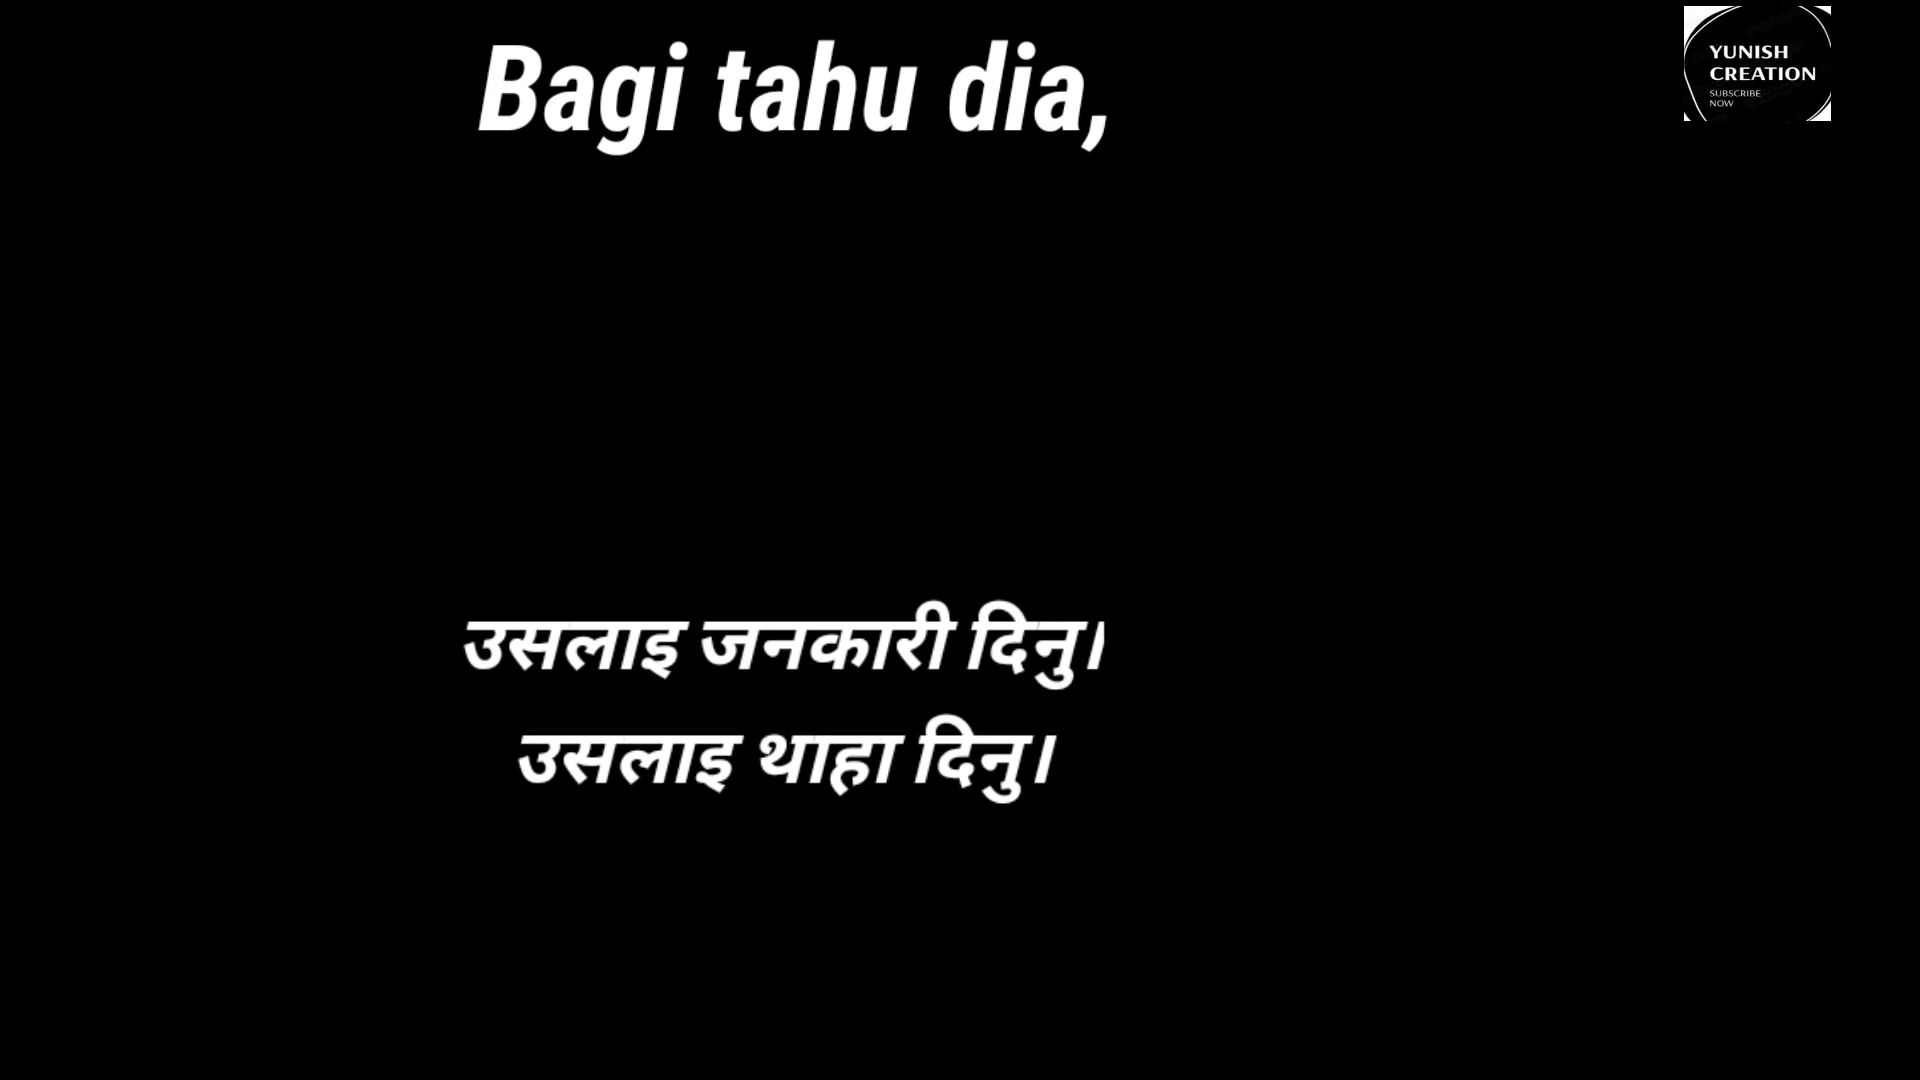 Bagi tahu dia,
YUNISH
CREATION
SUBSCRIBE
NOW
उसलाइ जनकारी दिनु।
उसलाइ थाहा दिनु।